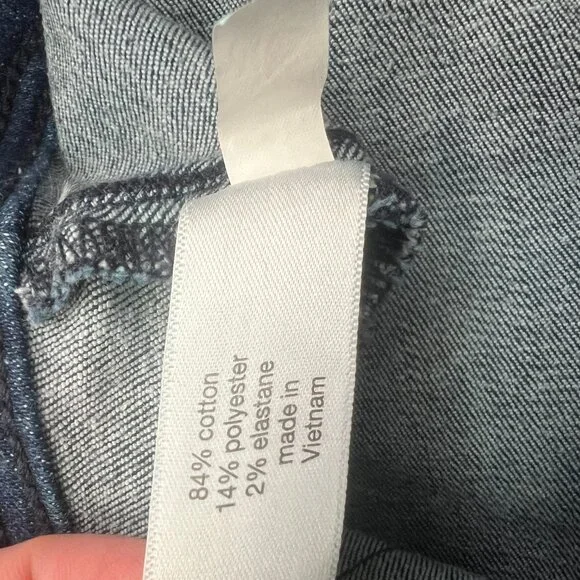 84% cotton
14% polyester
2% elastane
made in
Vietnam